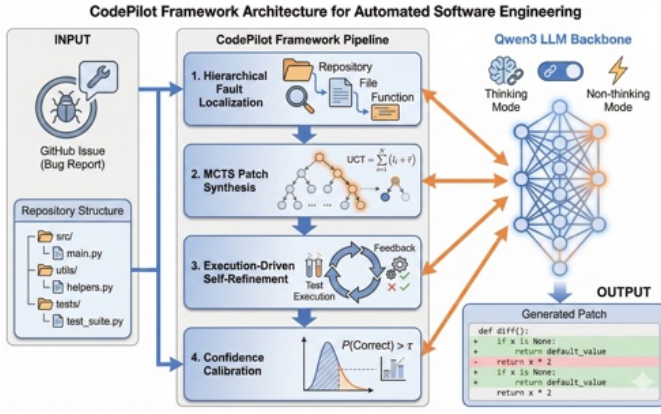 CodePilot Framework Architecture for Automated Software Engineering
INPUT
GitHub Issue
(Bug Report)
Repository Structure
src/
main.py
utils/
helpers.py
tests/
test_suite.py
CodePilot Framework Pipeline
1. Hierarchical
Fault
Localization
Repository
File
Function
2. MCTS Patch
Synthesis
UCT = ∑ᵢ₌₁ᴺ (lᵢ + r̄)
... ...
3. Execution-Driven
Self-Refinement
Test
Execution
Feedback
4. Confidence
Calibration
P(Correct) > τ
Qwen3 LLM Backbone
Thinking
Mode
Non-thinking
Mode
OUTPUT
Generated Patch
def diff():
+ if x is None:
+ return default_value
- return x * 2
+ if x is None:
+ return default_value
return x * 2